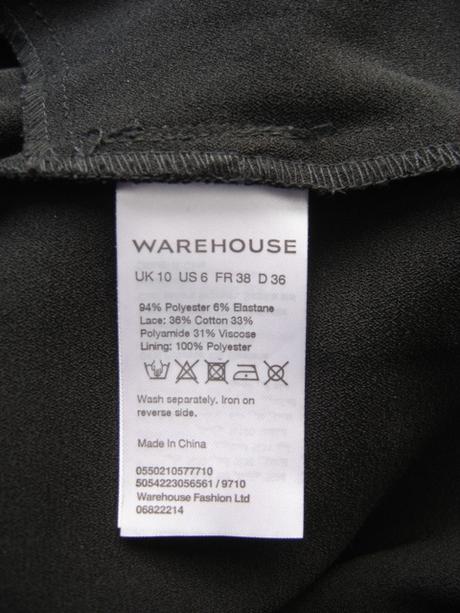 WAREHOUSE
UK 10 US 6 FR 38 D 36
94% Polyester 6% Elastane
Lace: 36% Cotton 33%
Polyamide 31% Viscose
Lining: 100% Polyester
Wash separately. Iron on
reverse side.
Made In China
0550210577710
5054223056561 / 9710
Warehouse Fashion Ltd
06822214